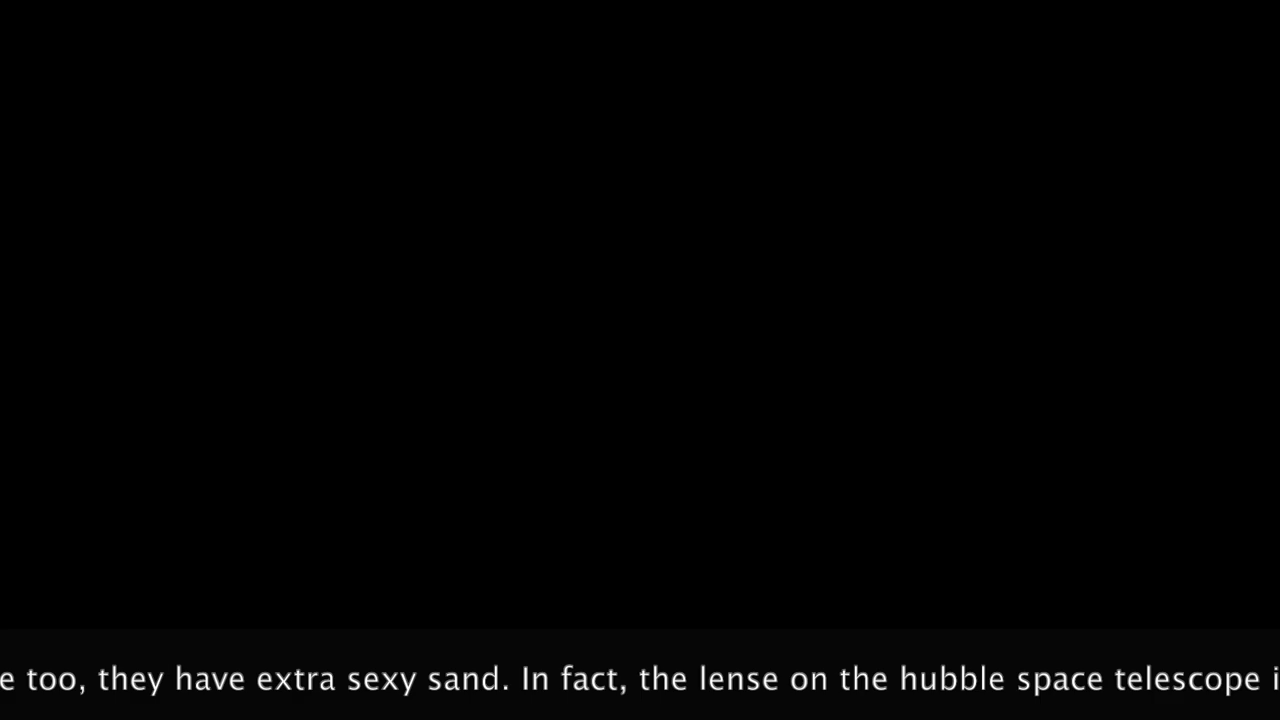 e too, they have extra sexy sand. In fact, the lense on the hubble space telescope i